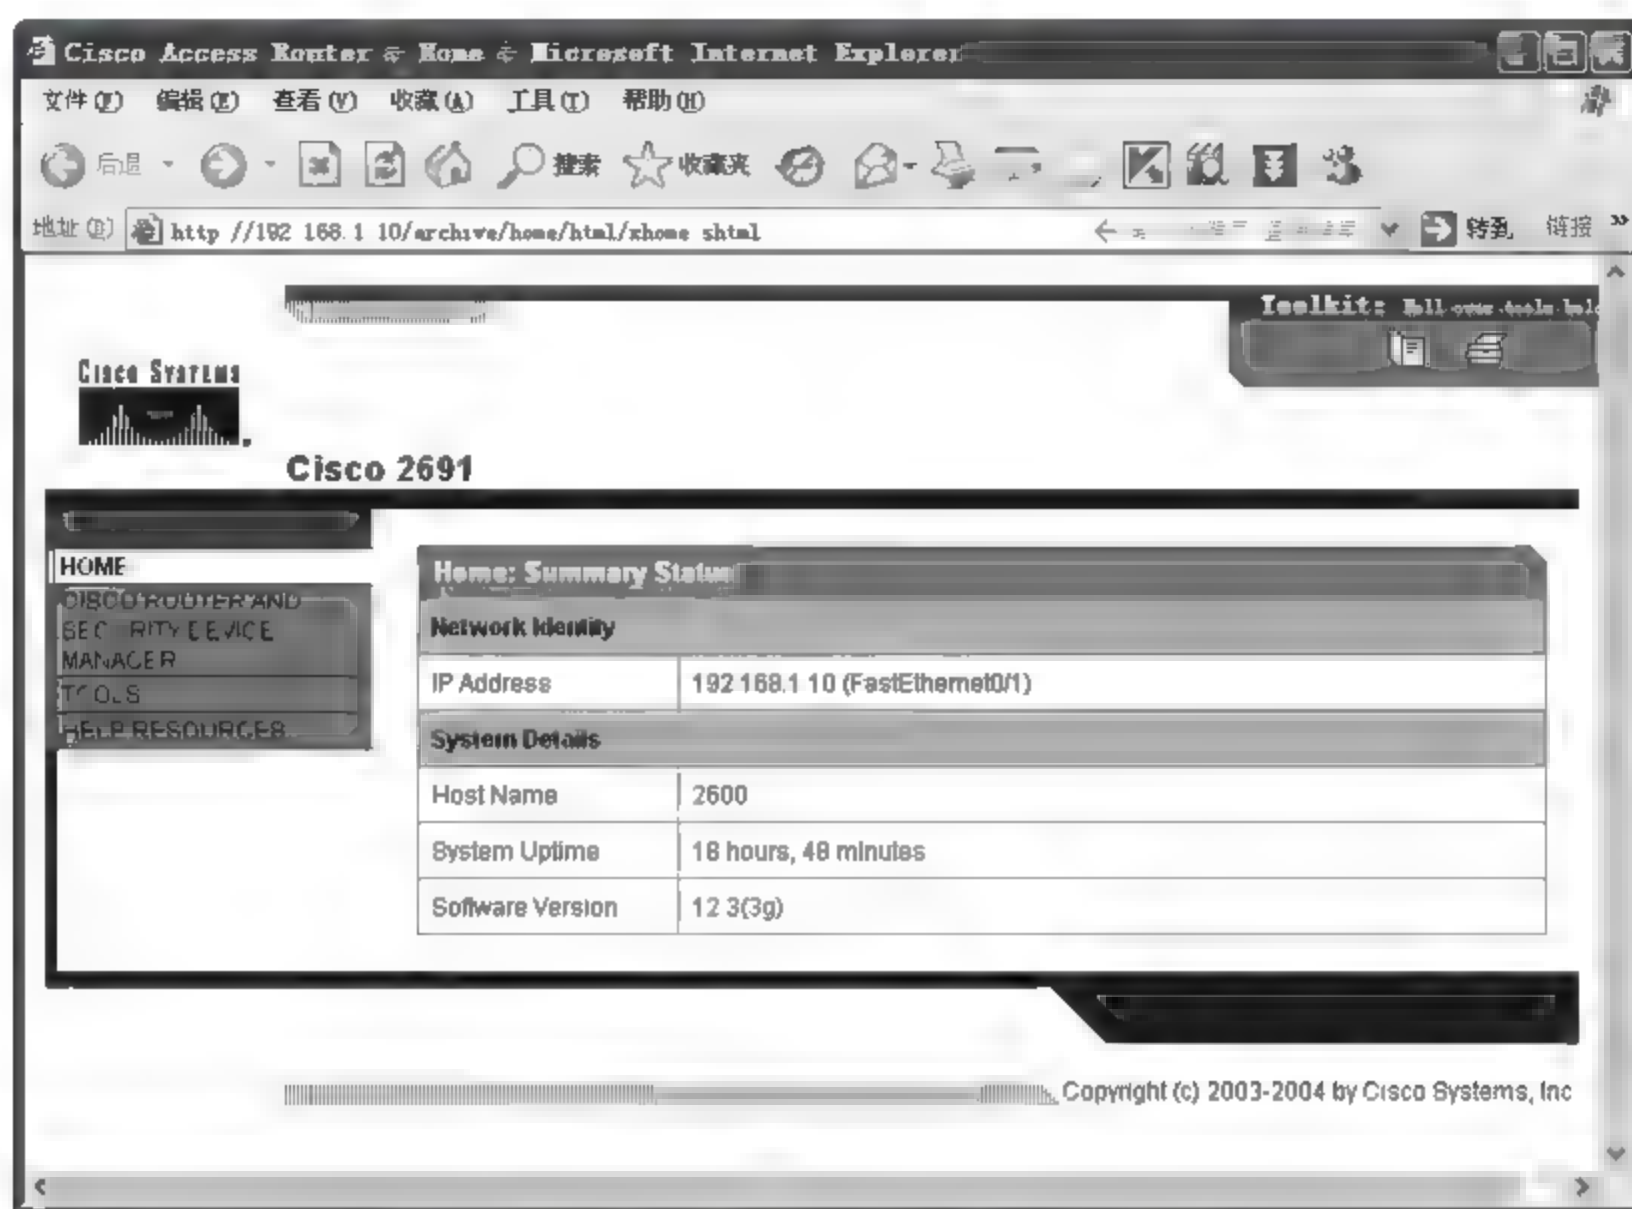 Cisco Access Router - Home - Microsoft Internet Explorer
文件(F) 编辑(E) 查看(V) 收藏(A) 工具(T) 帮助(H)
后退 搜索 收藏夹
地址(D) http //192 168.1 10/archive/home/html/xhome shtml 转到 链接 »
Toolkit: Roll over tools below
CISCO SYSTEMS
Cisco 2691
HOME
CISCO ROUTER AND
SECURITY DEVICE
MANAGER
TOOLS
HELP RESOURCES
Home: Summary Status
Network Identity
IP Address 192 168.1 10 (FastEthernet0/1)
System Details
Host Name 2600
System Uptime 18 hours, 48 minutes
Software Version 12 3(3g)
Copyright (c) 2003-2004 by Cisco Systems, Inc